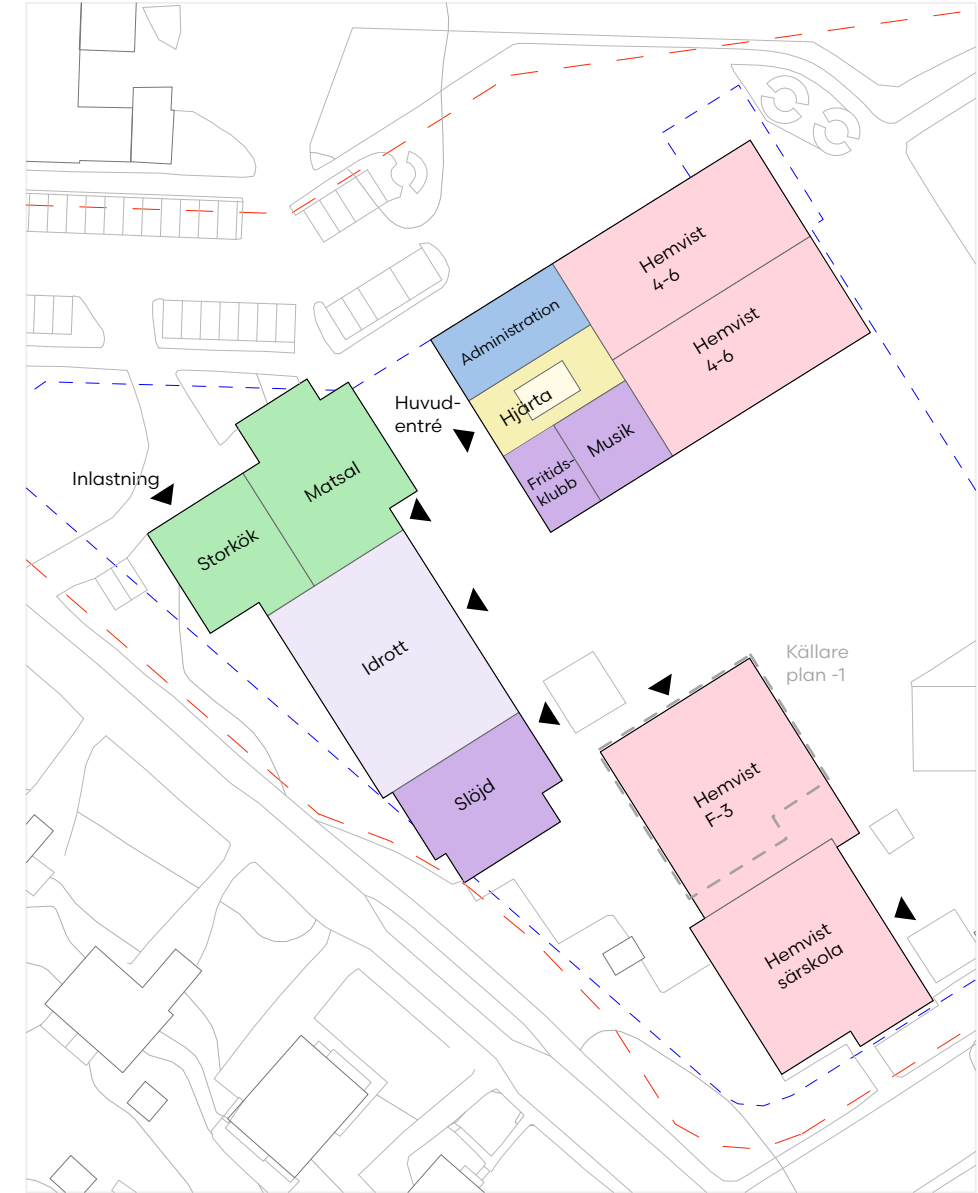 Hemvist
4-6
Administration
Hemvist
4-6
Huvud-
entré
Hjärta
Musik
Fritids-
klubb
Inlastning
Matsal
Storkök
Idrott
Källare
plan -1
Slöjd
Hemvist
F-3
Hemvist
särskola